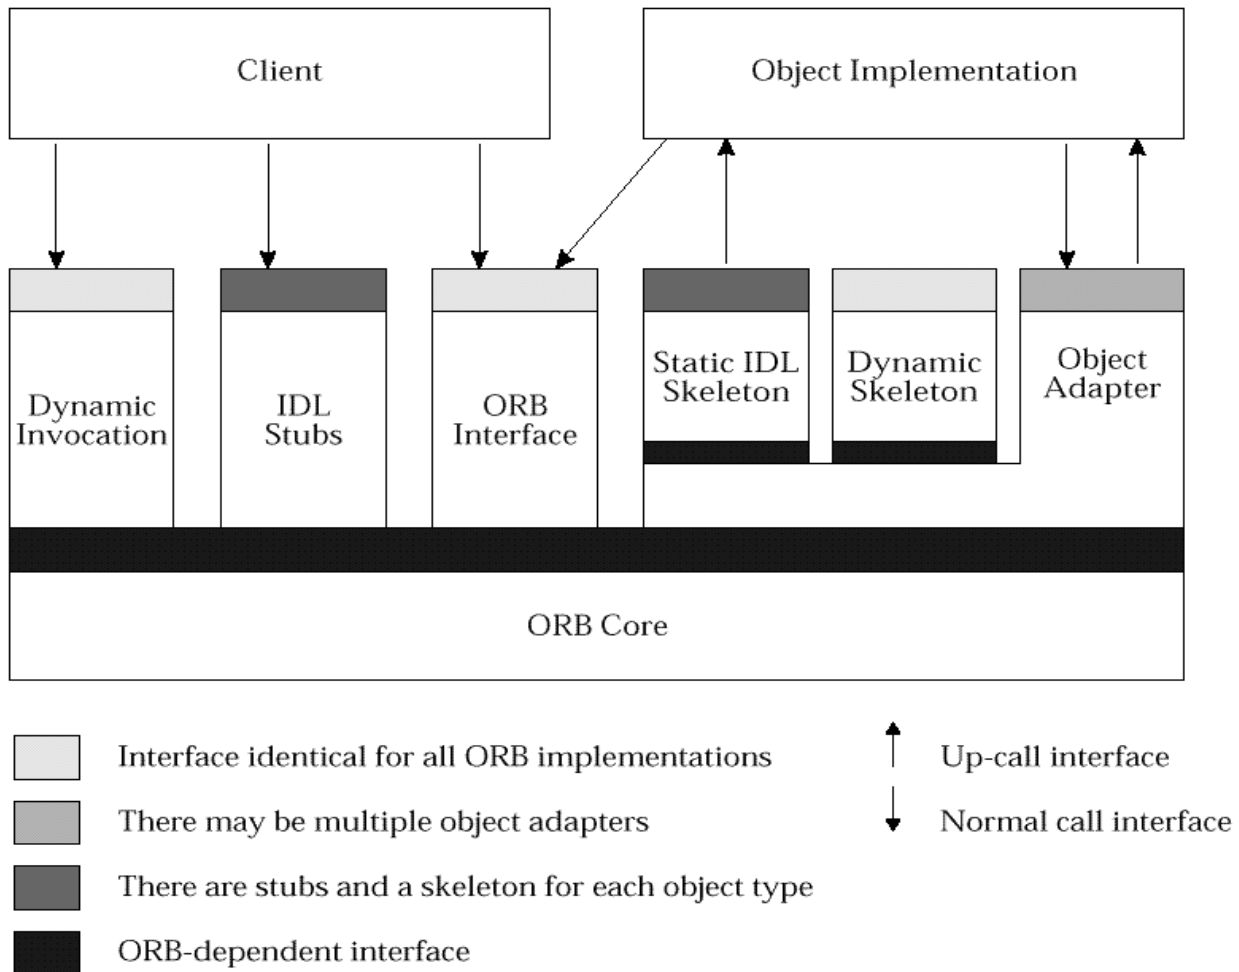 Client
Object Implementation
Dynamic
Invocation
IDL
Stubs
ORB
Interface
Static IDL
Skeleton
Dynamic
Skeleton
Object
Adapter
ORB Core
Interface identical for all ORB implementations
There may be multiple object adapters
There are stubs and a skeleton for each object type
ORB-dependent interface
Up-call interface
Normal call interface